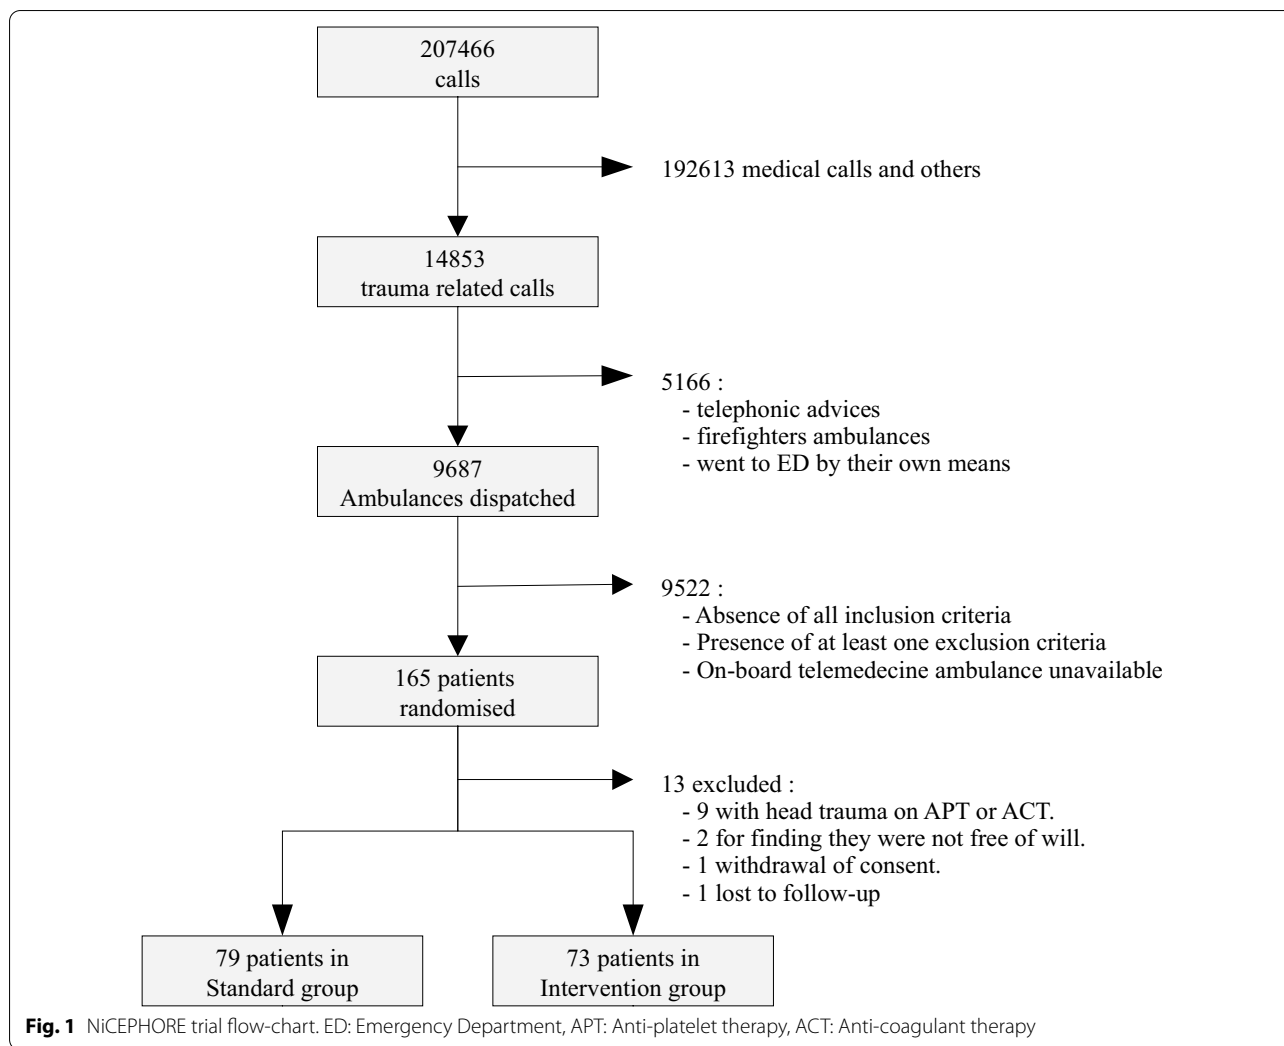 207466
calls
192613 medical calls and others
14853
trauma related calls
5166 :
- telephonic advices
- firefighters ambulances
- went to ED by their own means
9687
Ambulances dispatched
9522 :
- Absence of all inclusion criteria
- Presence of at least one exclusion criteria
- On-board telemedecine ambulance unavailable
165 patients
randomised
13 excluded :
- 9 with head trauma on APT or ACT.
- 2 for finding they were not free of will.
- 1 withdrawal of consent.
- 1 lost to follow-up
79 patients in
Standard group
73 patients in
Intervention group
Fig. 1 NiCEPHORE trial flow-chart. ED: Emergency Department, APT: Anti-platelet therapy, ACT: Anti-coagulant therapy